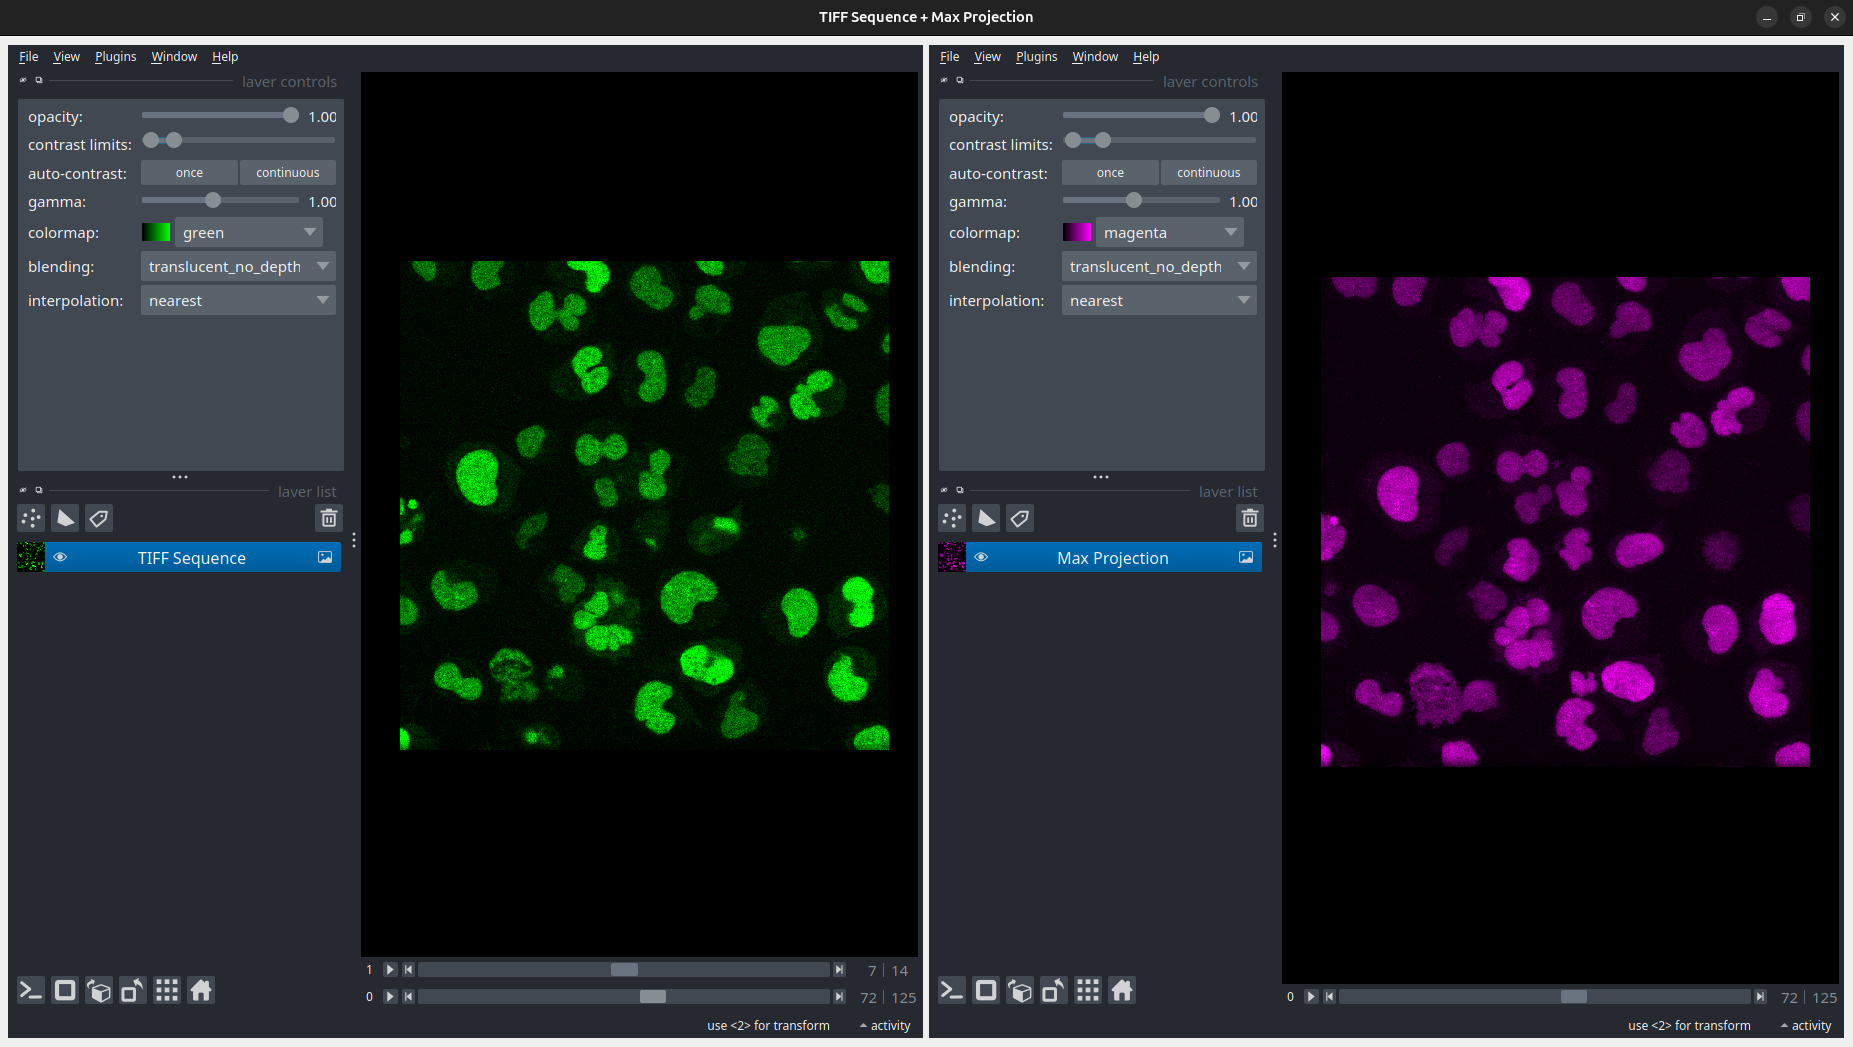 TIFF Sequence + Max Projection
File View Plugins Window Help
layer controls
opacity: 1.00
contrast limits:
auto-contrast: once continuous
gamma: 1.00
colormap: green
blending: translucent_no_depth
interpolation: nearest
layer list
TIFF Sequence
1 7 14
0 72 125
use <2> for transform activity
File View Plugins Window Help
layer controls
opacity: 1.00
contrast limits:
auto-contrast: once continuous
gamma: 1.00
colormap: magenta
blending: translucent_no_depth
interpolation: nearest
layer list
Max Projection
0 72 125
use <2> for transform activity